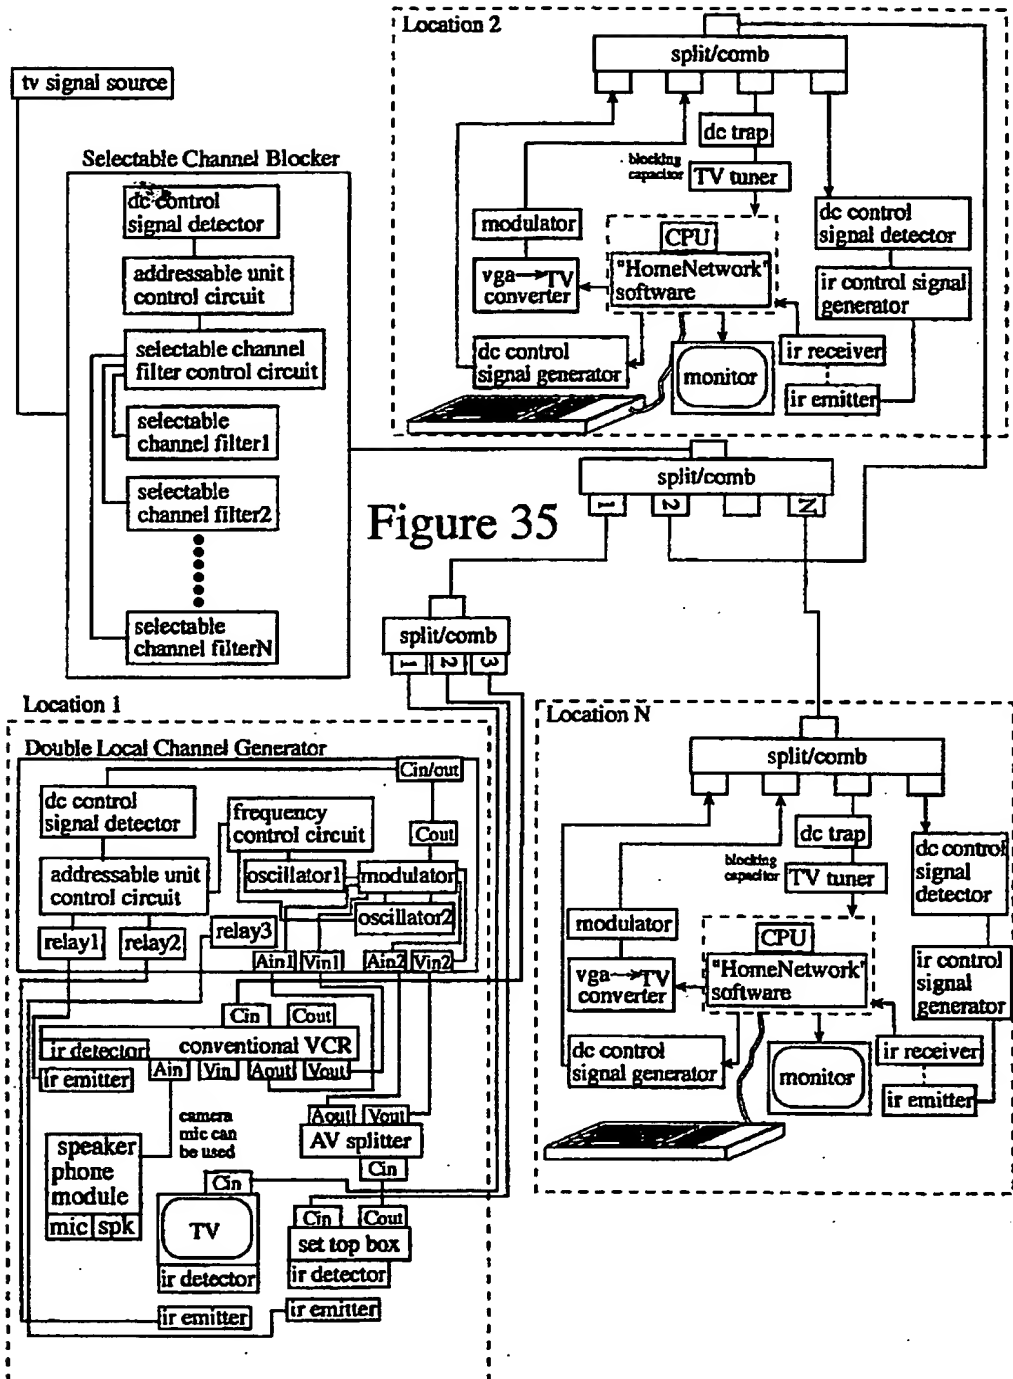 Location 2
split/comb
tv signal source
dc trap
blocking
capacitor
TV tuner
Selectable Channel Blocker
dc control
signal detector
addressable unit
control circuit
selectable channel
filter control circuit
selectable
channel filter1
selectable
channel filter2
selectable
channel filterN
modulator
CPU
"HomeNetwork"
software
vga→TV
converter
dc control
signal generator
monitor
dc control
signal detector
ir control signal
generator
ir receiver
ir emitter
split/comb
1
2
N
Figure 35
split/comb
1
2
3
Location 1
Double Local Channel Generator
Cin/out
dc control
signal detector
frequency
control circuit
Cout
addressable unit
control circuit
oscillator1
modulator
oscillator2
relay1
relay2
relay3
Ain1
Vin1
Ain2
Vin2
Cin
Cout
ir detector
conventional VCR
ir emitter
Ain
Vin
Aout
Vout
camera
mic can
be used
Aout
Vout
AV splitter
Cin
speaker
phone
module
mic
spk
Cin
TV
ir detector
Cin
Cout
set top box
ir detector
ir emitter
ir emitter
Location N
split/comb
dc trap
blocking
capacitor
TV tuner
dc control
signal
detector
modulator
CPU
"HomeNetwork"
software
vga→TV
converter
ir control
signal
generator
dc control
signal generator
monitor
ir receiver
ir emitter